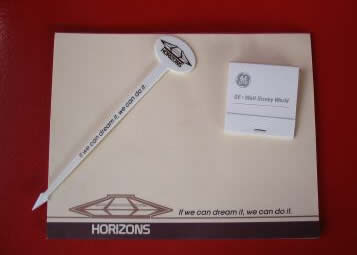 HORIZONS
If we can dream it, we can do it.
GE • Walt Disney World
If we can dream it, we can do it.
HORIZONS